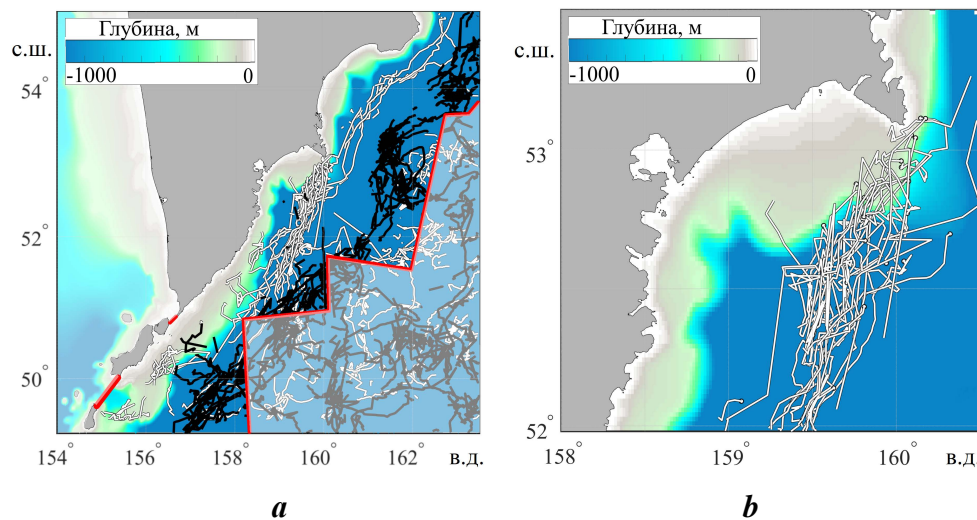 Глубина, м
-1000 0
с.ш.
54°
52°
50°
154° 156° 158° 160° 162° в.д.
a
Глубина, м
-1000 0
с.ш.
53°
52°
158° 159° 160° в.д.
b